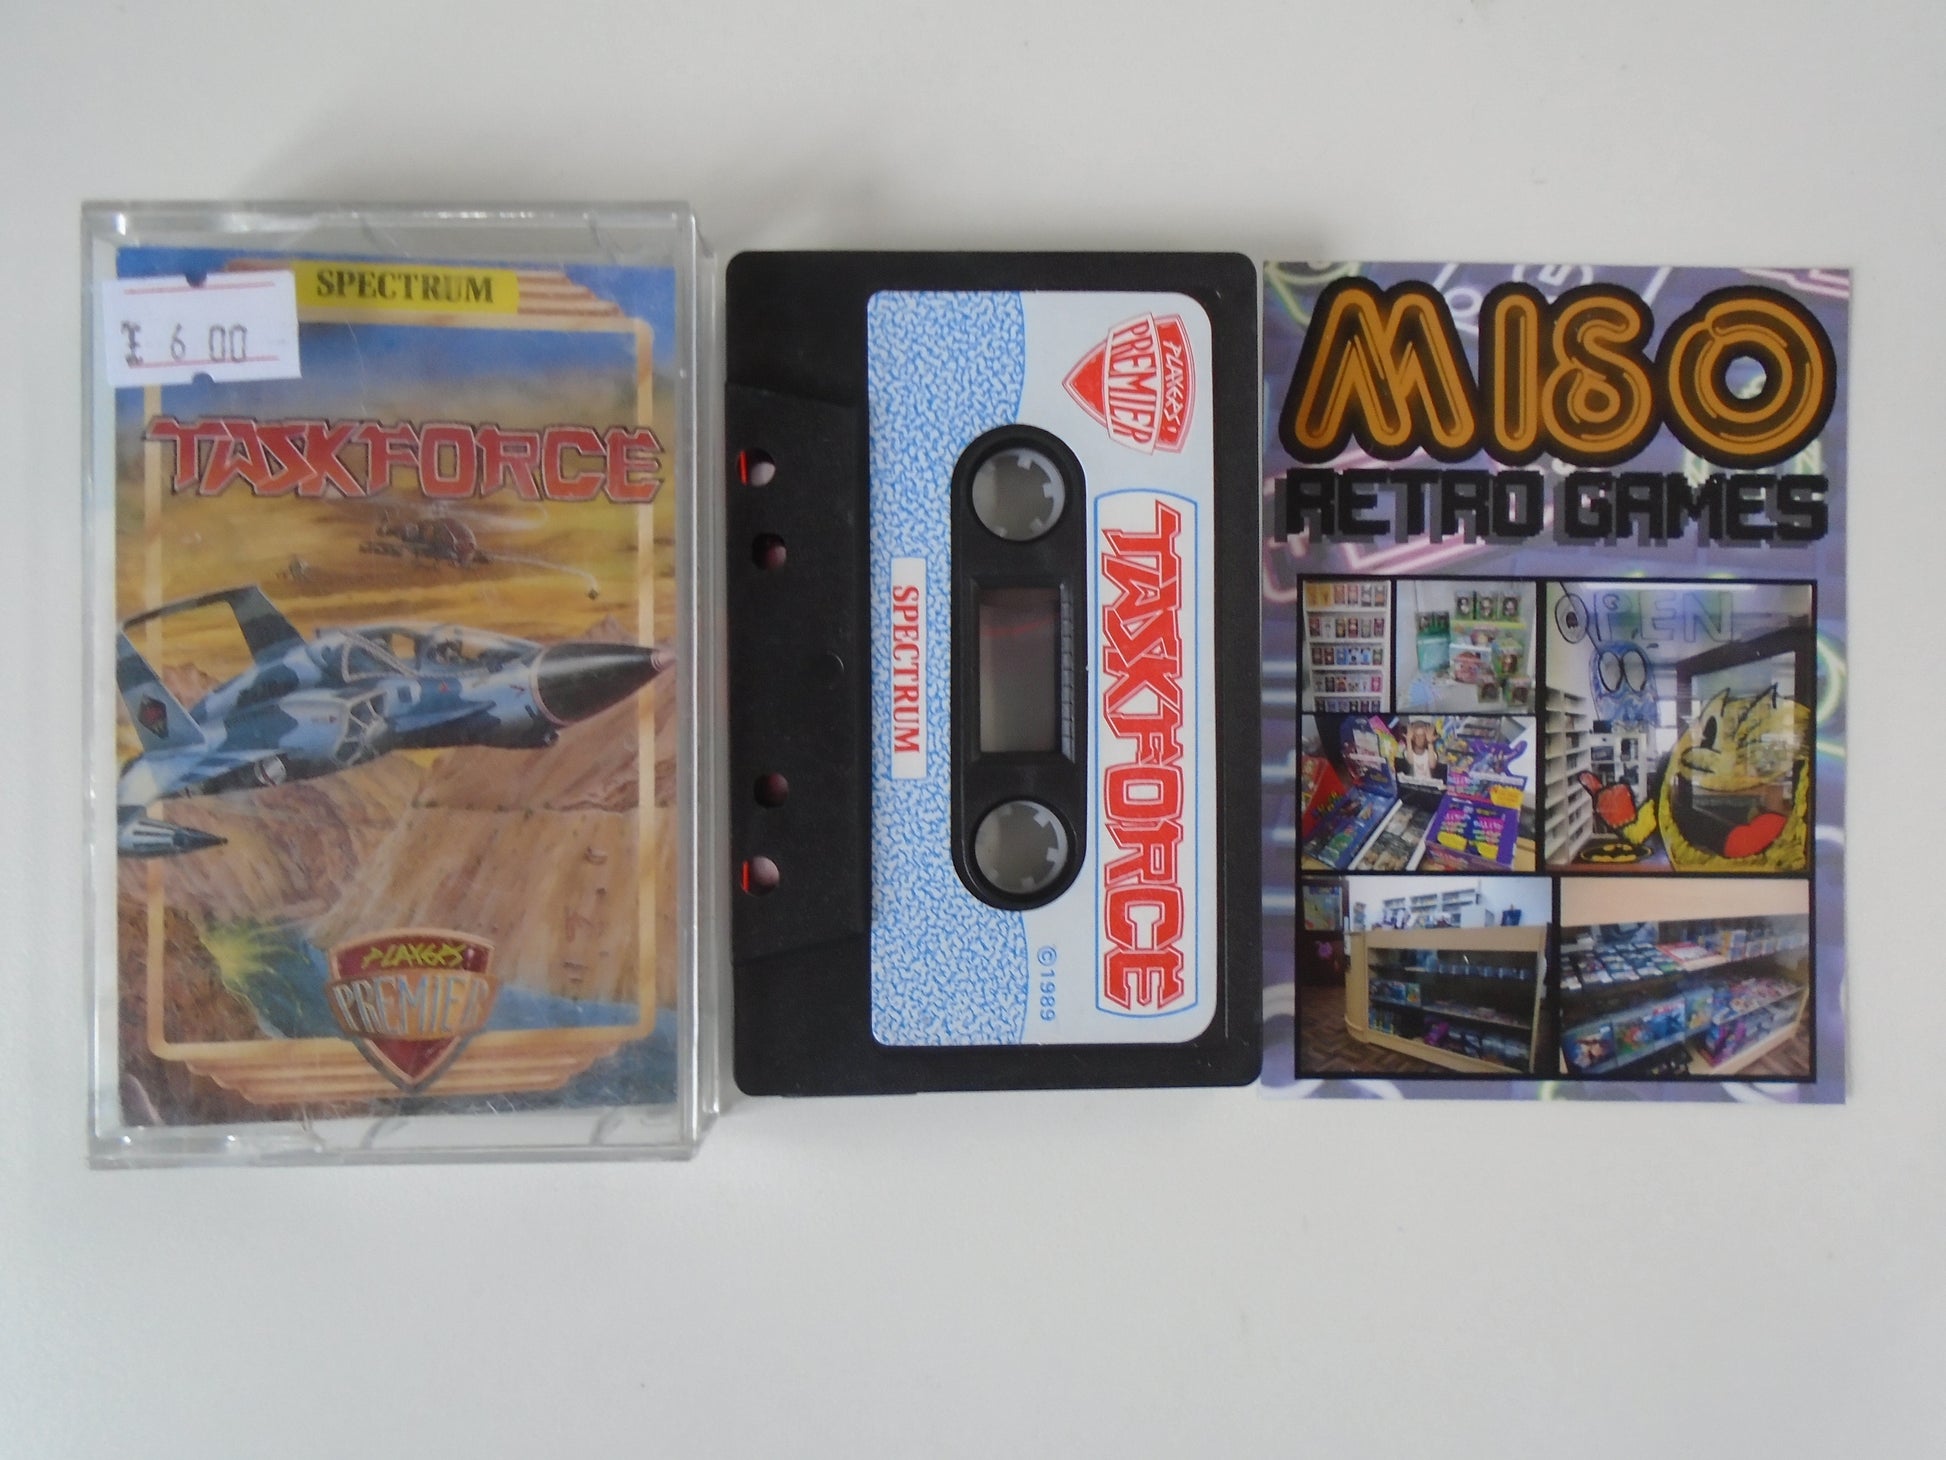 SPECTRUM
£ 6 00
TASKFORCE
PLAYERS
PREMIER
PLAYERS
PREMIER
TASKFORCE
SPECTRUM
©1989
MISO
RETRO GAMES
OPEN